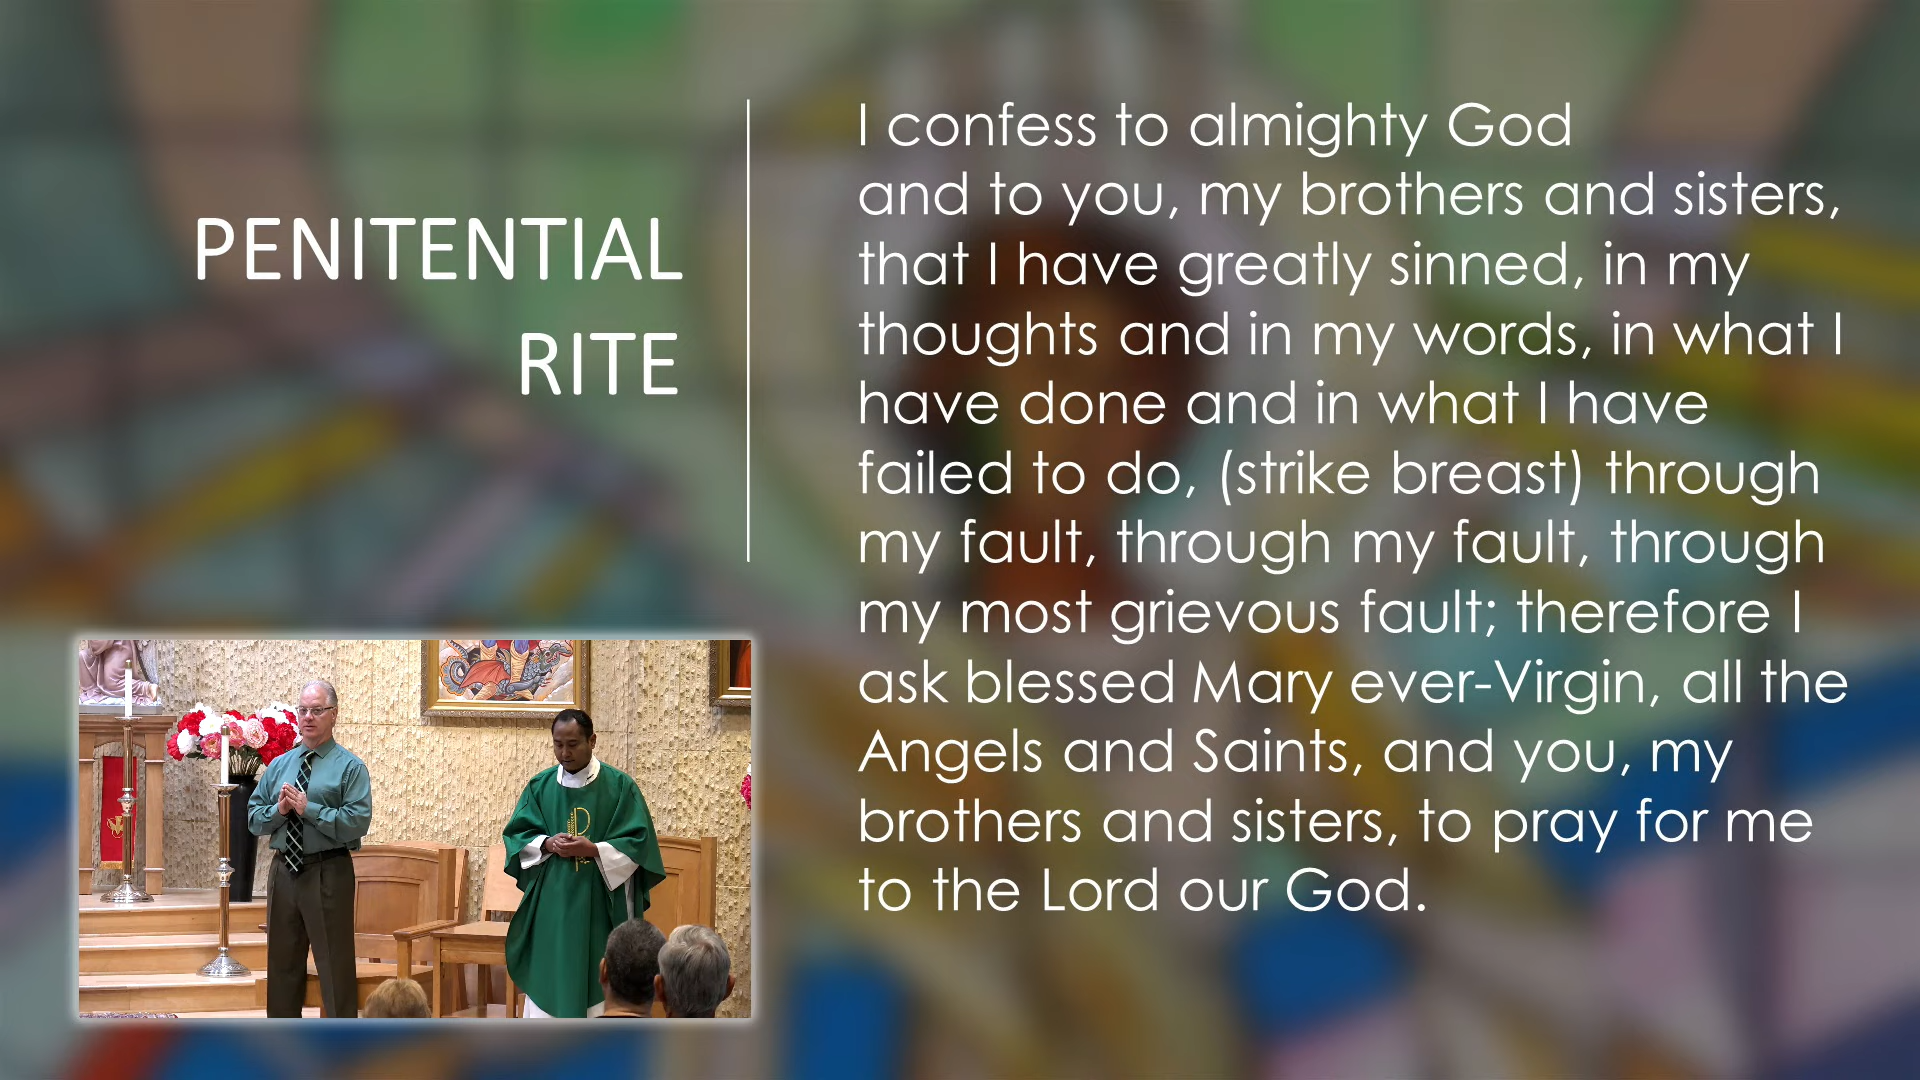 PENITENTIAL
RITE
I confess to almighty God
and to you, my brothers and sisters,
that I have greatly sinned, in my
thoughts and in my words, in what I
have done and in what I have
failed to do, (strike breast) through
my fault, through my fault, through
my most grievous fault; therefore I
ask blessed Mary ever-Virgin, all the
Angels and Saints, and you, my
brothers and sisters, to pray for me
to the Lord our God.